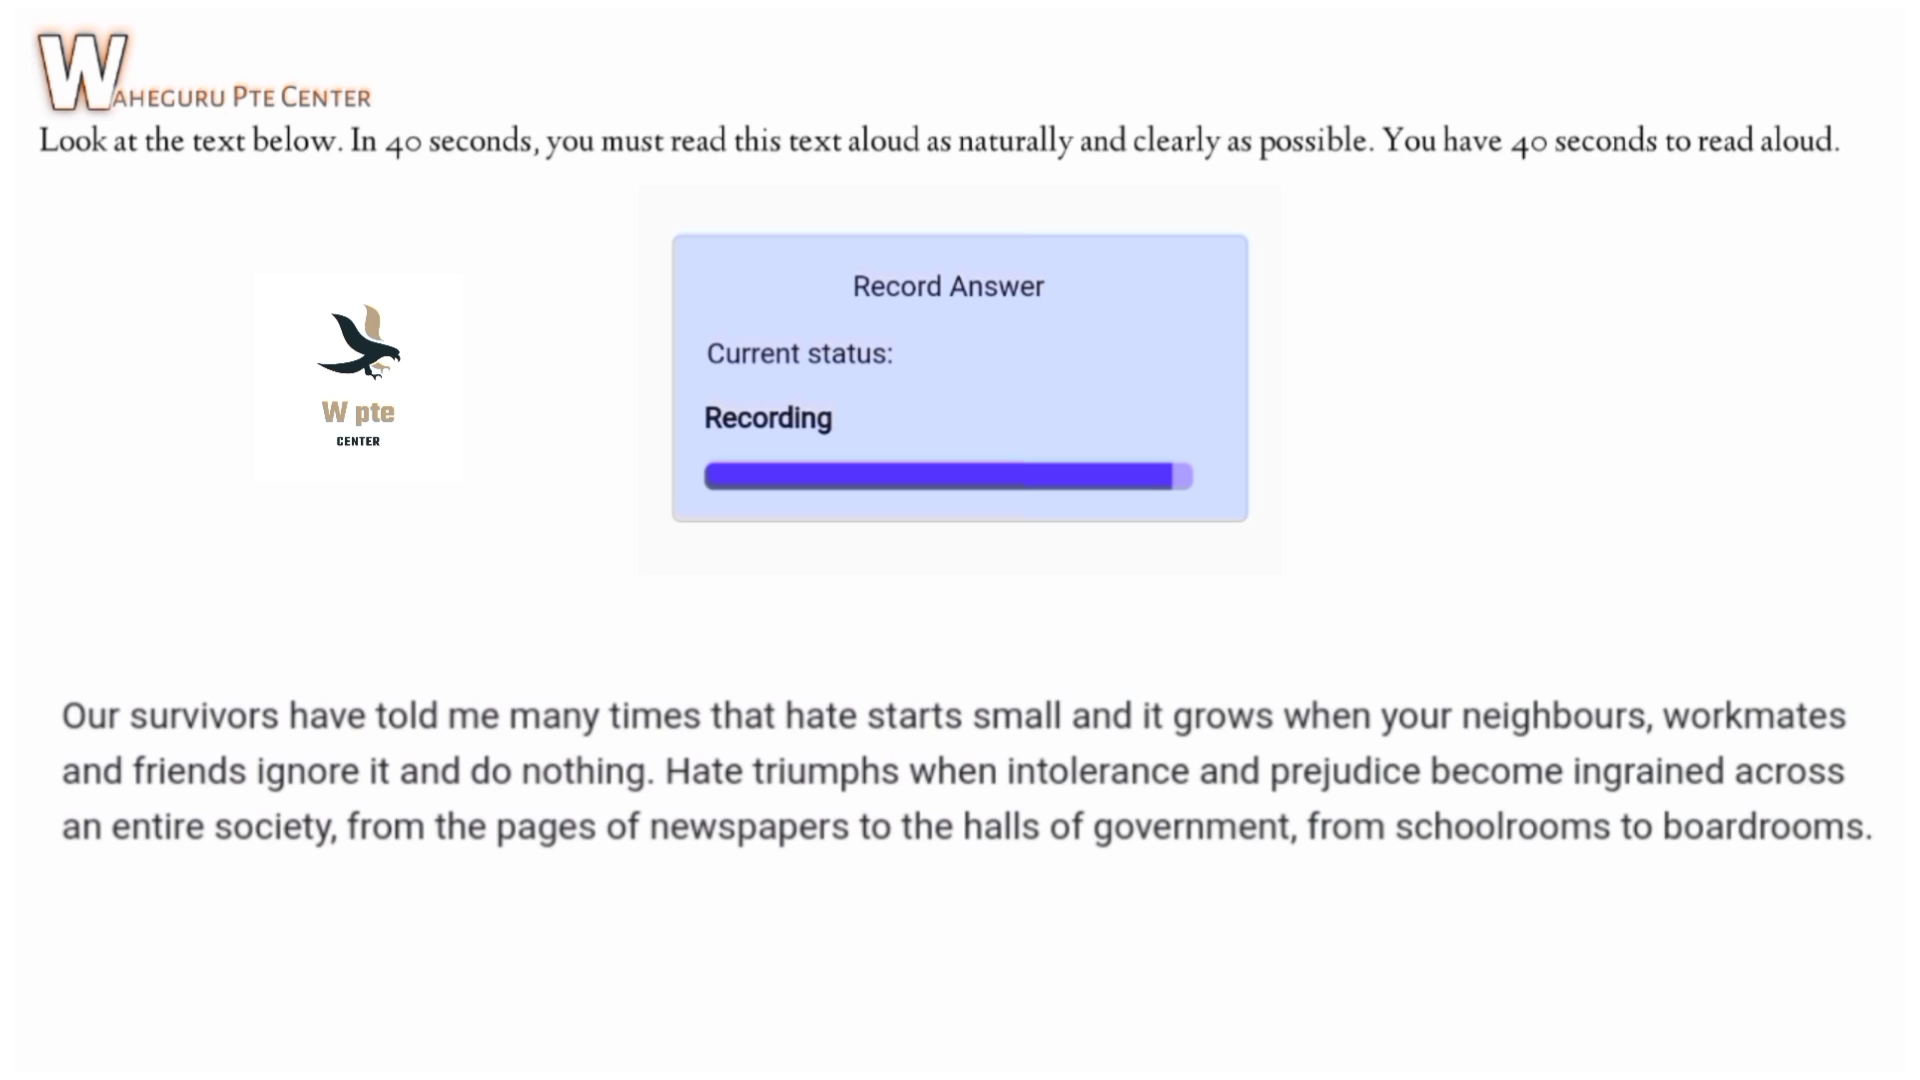 WAHEGURU PTE CENTER
Look at the text below. In 40 seconds, you must read this text aloud as naturally and clearly as possible. You have 40 seconds to read aloud.
Record Answer
Current status:
Recording
W pte
CENTER
Our survivors have told me many times that hate starts small and it grows when your neighbours, workmates
and friends ignore it and do nothing. Hate triumphs when intolerance and prejudice become ingrained across
an entire society, from the pages of newspapers to the halls of government, from schoolrooms to boardrooms.